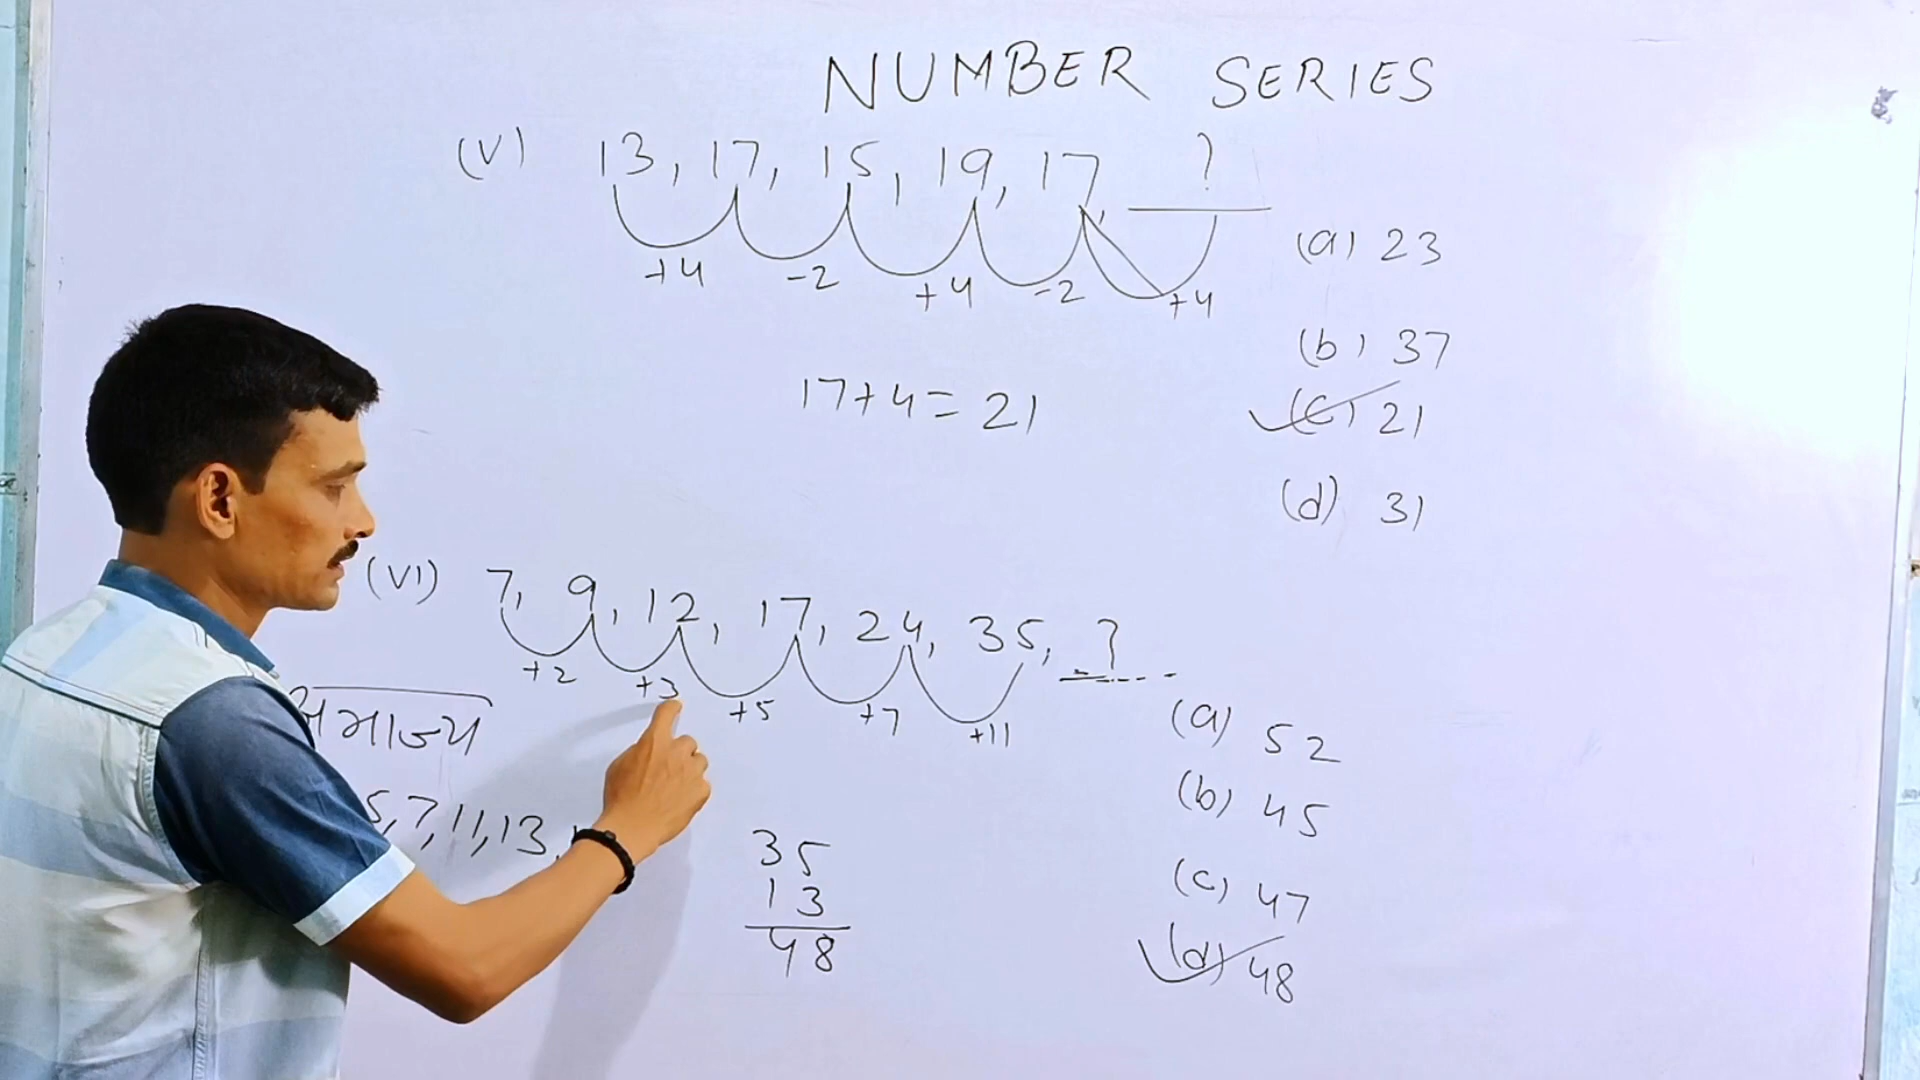 NUMBER SERIES
(V) 13, 17, 15, 19, 17, ?
+4 -2 +4 -2 +4
(a) 23
(b) 37
17+4=21
(c) 21
(d) 31
(VI) 7, 9, 12, 17, 24, 35, ?
+2 +3 +5 +7 +11
(a) 52
5, 7, 11, 13,
(b) 45
35
13
48
(c) 47
(d) 48